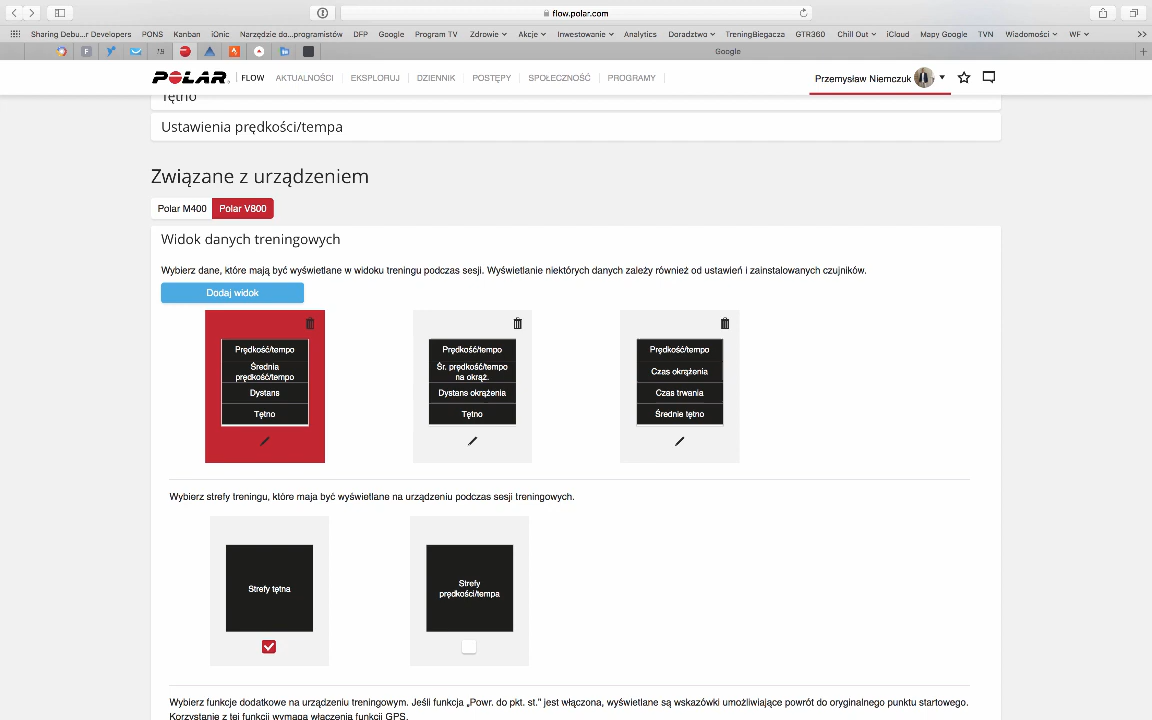 flow.polar.com
Sharing Debu...r Developers PONS Kanban iOnic Narzędzie do...programistów DFP Google Program TV Zdrowie Akcje Inwestowanie Analytics Doradztwo TreningBiegacza GTR360 Chill Out iCloud Mapy Google TVN Wiadomości WF
Google
POLAR FLOW AKTUALNOŚCI EKSPLORUJ DZIENNIK POSTĘPY SPOŁECZNOŚĆ PROGRAMY Przemysław Niemczuk
Tętno
Ustawienia prędkości/tempa
Związane z urządzeniem
Polar M400 Polar V800
Widok danych treningowych
Wybierz dane, które mają być wyświetlane w widoku treningu podczas sesji. Wyświetlanie niektórych danych zależy również od ustawień i zainstalowanych czujników.
Dodaj widok
Prędkość/tempo
Średnia
prędkość/tempo
Dystans
Tętno
Prędkość/tempo
Śr. prędkość/tempo
na okrąż.
Dystans okrążenia
Tętno
Prędkość/tempo
Czas okrążenia
Czas trwania
Średnie tętno
Wybierz strefy treningu, które maja być wyświetlane na urządzeniu podczas sesji treningowych.
Strefy tętna
Strefy
prędkości/tempa
Wybierz funkcje dodatkowe na urządzeniu treningowym. Jeśli funkcja „Powr. do pkt. st.” jest włączona, wyświetlane są wskazówki umożliwiające powrót do oryginalnego punktu startowego.
Korzystanie z tej funkcji wymaga włączenia funkcji GPS.